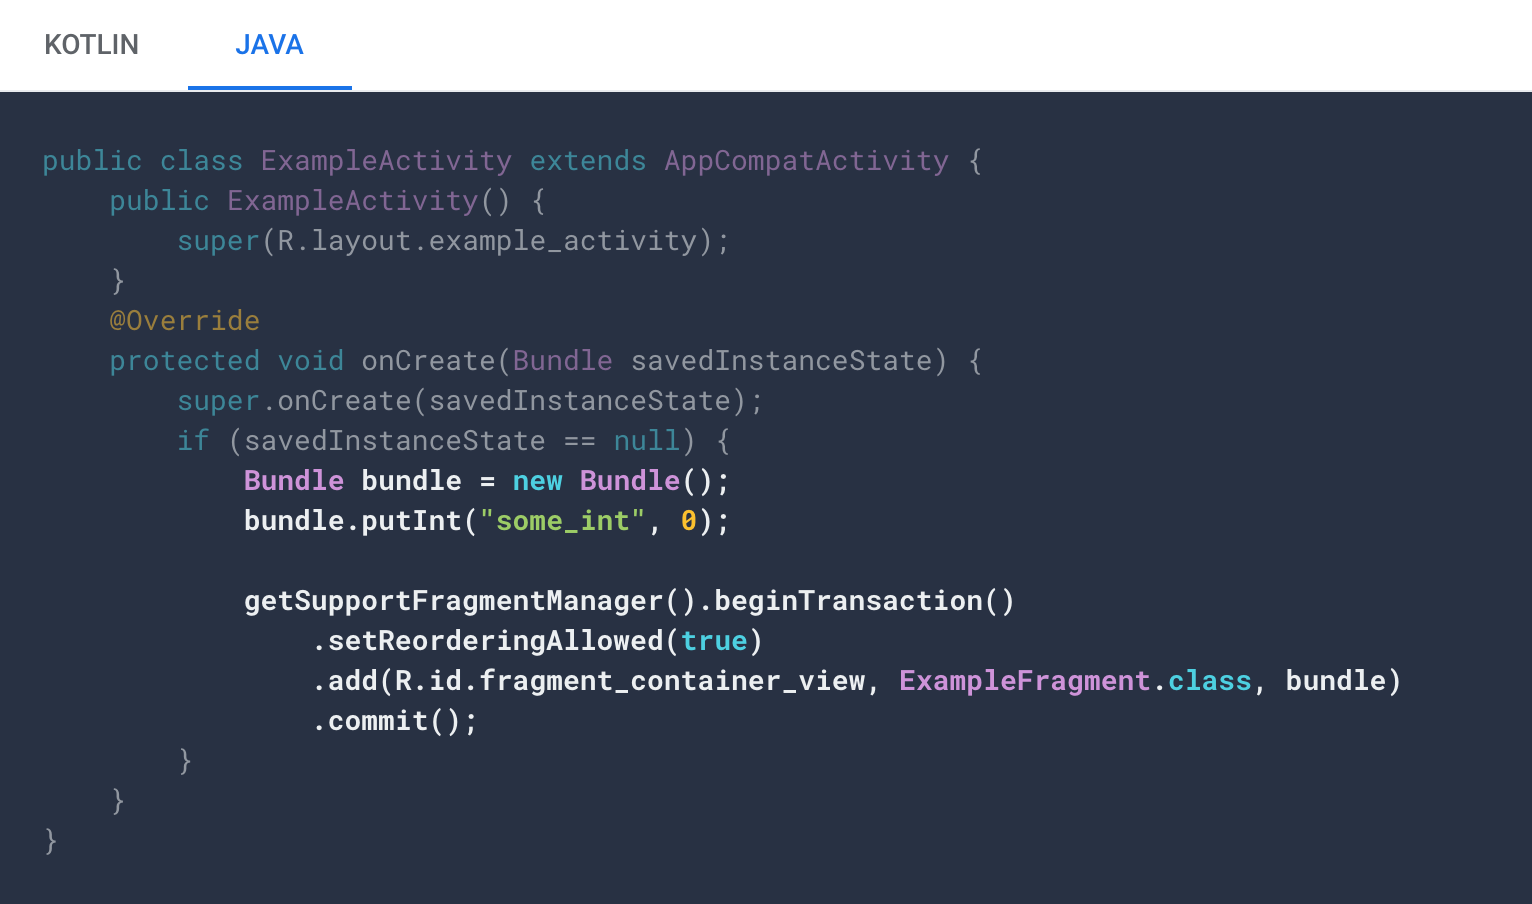 KOTLIN JAVA
public class ExampleActivity extends AppCompatActivity {
    public ExampleActivity() {
        super(R.layout.example_activity);
    }
    @Override
    protected void onCreate(Bundle savedInstanceState) {
        super.onCreate(savedInstanceState);
        if (savedInstanceState == null) {
            Bundle bundle = new Bundle();
            bundle.putInt("some_int", 0);

            getSupportFragmentManager().beginTransaction()
                .setReorderingAllowed(true)
                .add(R.id.fragment_container_view, ExampleFragment.class, bundle)
                .commit();
        }
    }
}